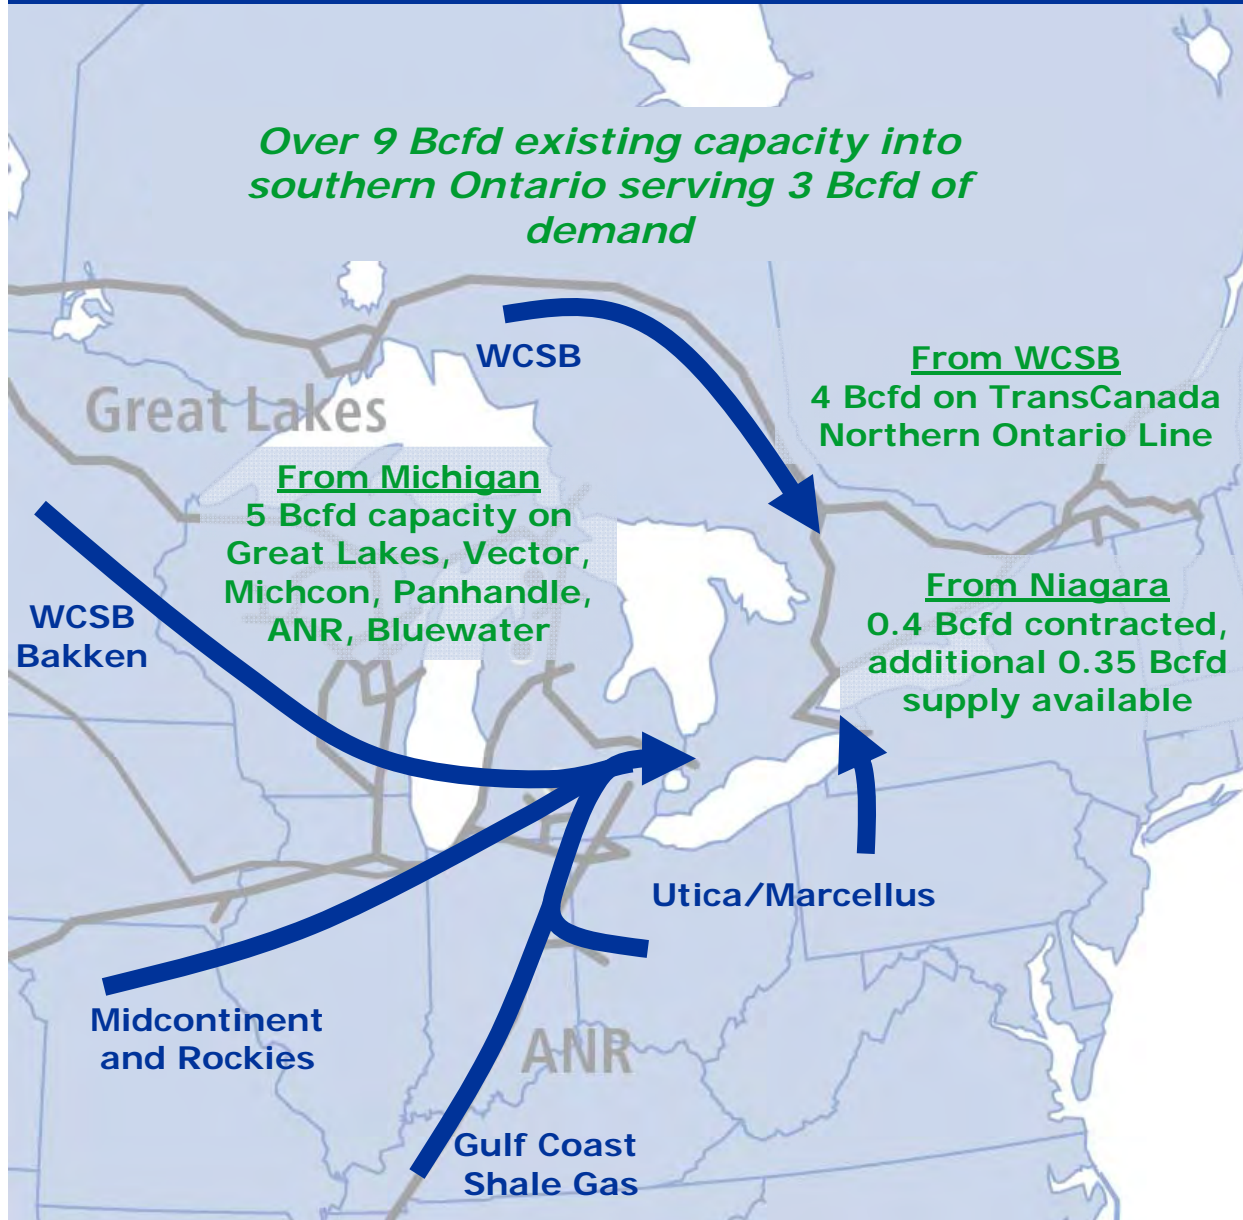 Over 9 Bcfd existing capacity into
southern Ontario serving 3 Bcfd of
demand
WCSB
From WCSB
4 Bcfd on TransCanada
Northern Ontario Line
Great Lakes
From Michigan
5 Bcfd capacity on
Great Lakes, Vector,
Michcon, Panhandle,
ANR, Bluewater
WCSB
Bakken
From Niagara
0.4 Bcfd contracted,
additional 0.35 Bcfd
supply available
Utica/Marcellus
Midcontinent
and Rockies
ANR
Gulf Coast
Shale Gas